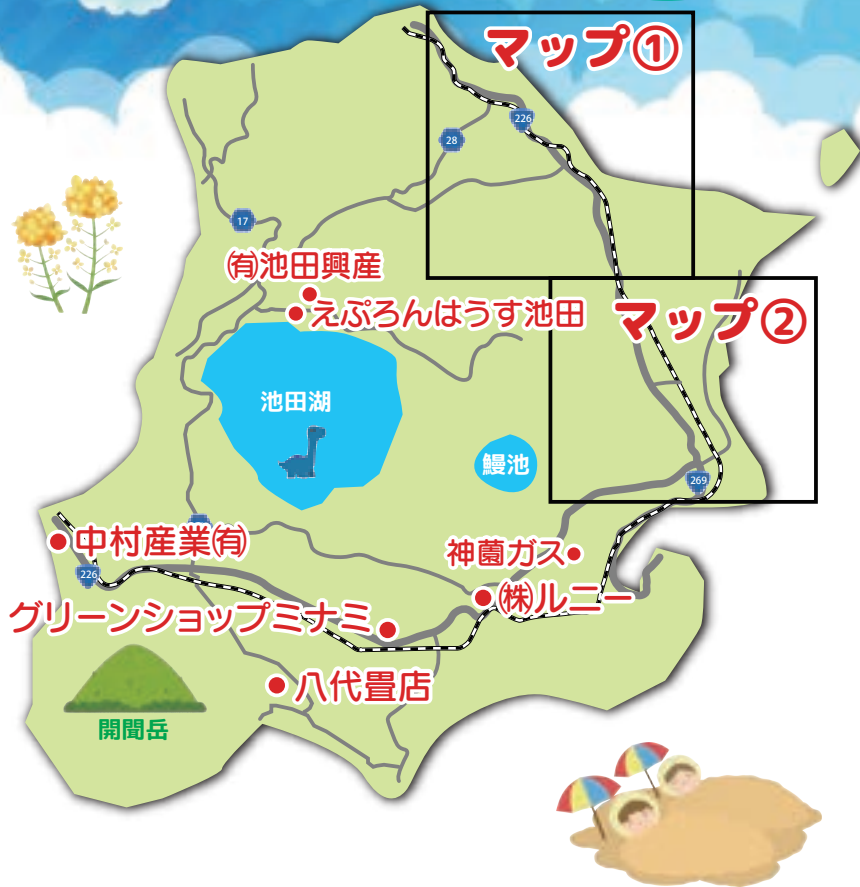 マップ①
226
28
17
㈲池田興産
えぷろんはうす池田
マップ②
池田湖
鰻池
269
中村産業㈲
神薗ガス
226
㈱ルニー
グリーンショップミナミ
八代畳店
開聞岳